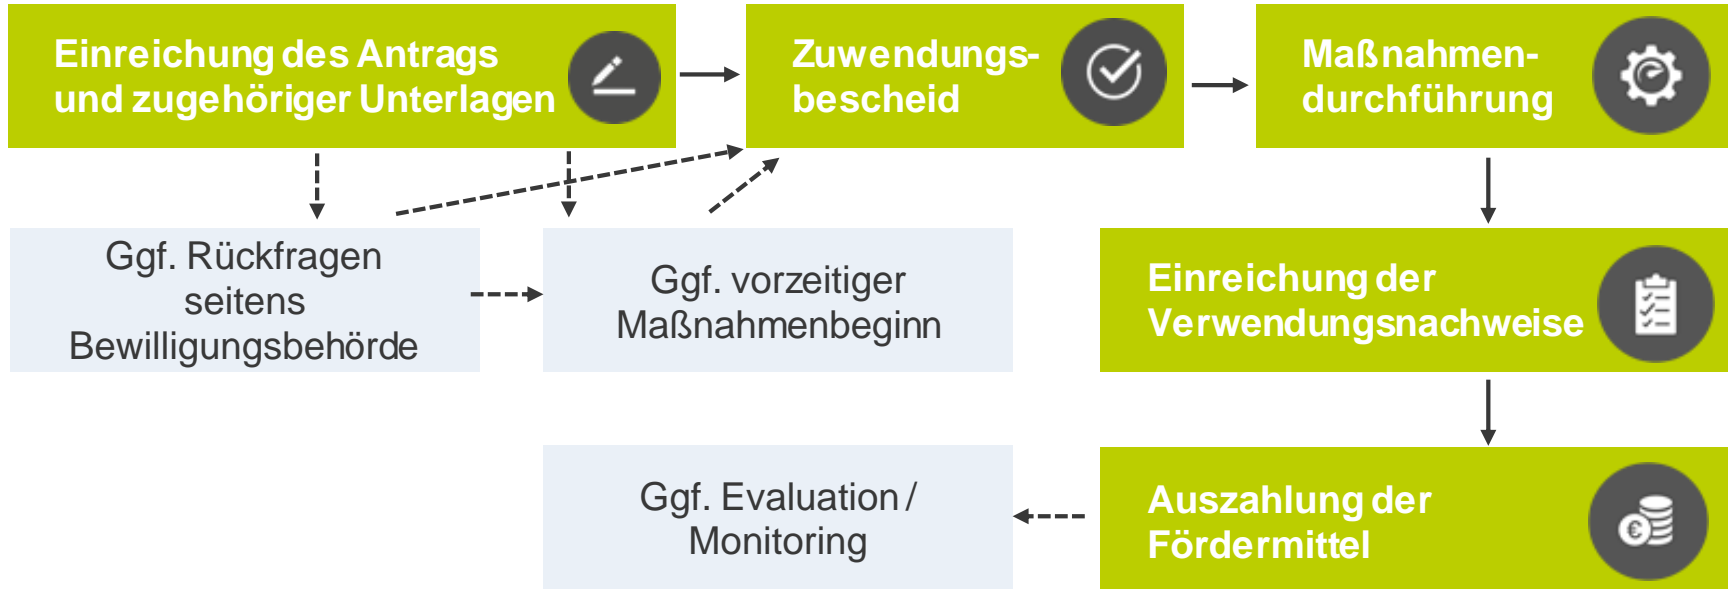 Einreichung des Antrags
und zugehöriger Unterlagen
Zuwendungs-
bescheid
Maßnahmen-
durchführung
Ggf. Rückfragen
seitens
Bewilligungsbehörde
Ggf. vorzeitiger
Maßnahmenbeginn
Einreichung der
Verwendungsnachweise
Ggf. Evaluation /
Monitoring
Auszahlung der
Fördermittel
€